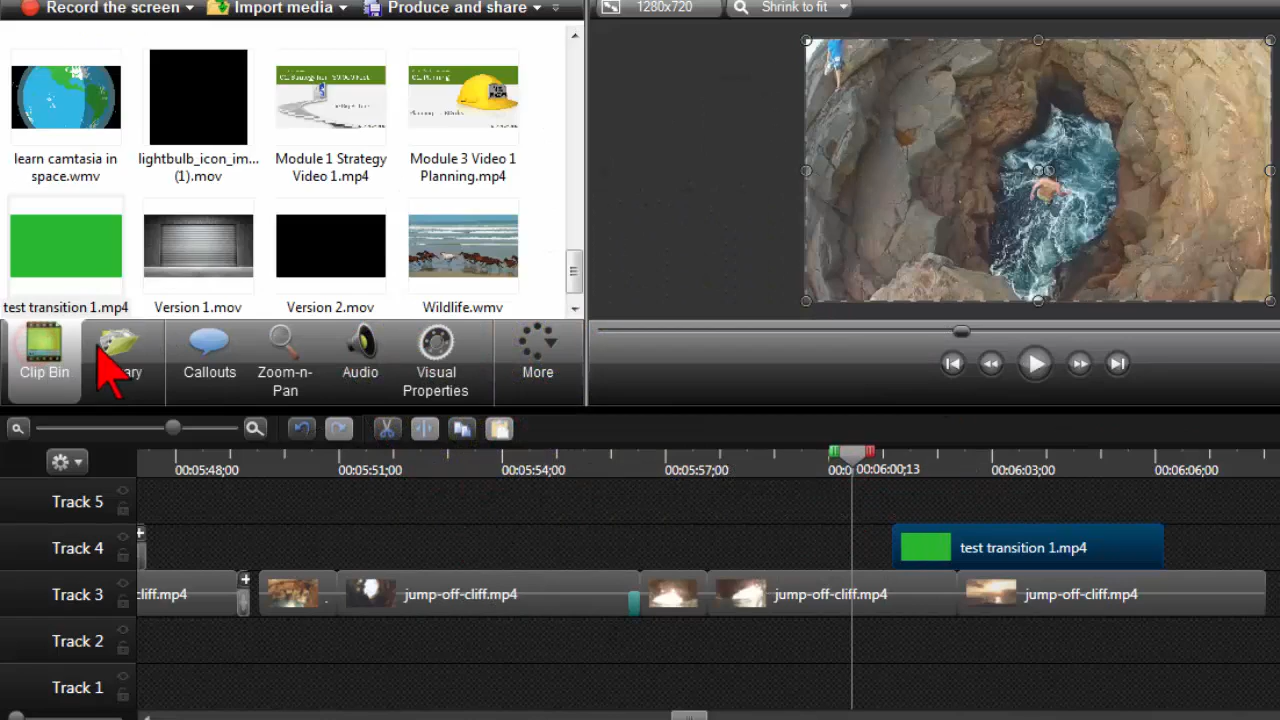 Record the screen
Import media
Produce and share
1280x720
Shrink to fit
learn camtasia in
space.wmv
lightbulb_icon_im...
(1).mov
Module 1 Strategy
Video 1.mp4
Module 3 Video 1
Planning.mp4
test transition 1.mp4
Version 1.mov
Version 2.mov
Wildlife.wmv
Clip Bin
Callouts
Zoom-n-
Pan
Audio
Visual
Properties
More
00:05:48;00
00:05:51;00
00:05:54;00
00:05:57;00
00:06:00;13
00:06:03;00
00:06:06;00
Track 5
Track 4
test transition 1.mp4
Track 3
cliff.mp4
jump-off-cliff.mp4
jump-off-cliff.mp4
jump-off-cliff.mp4
Track 2
Track 1